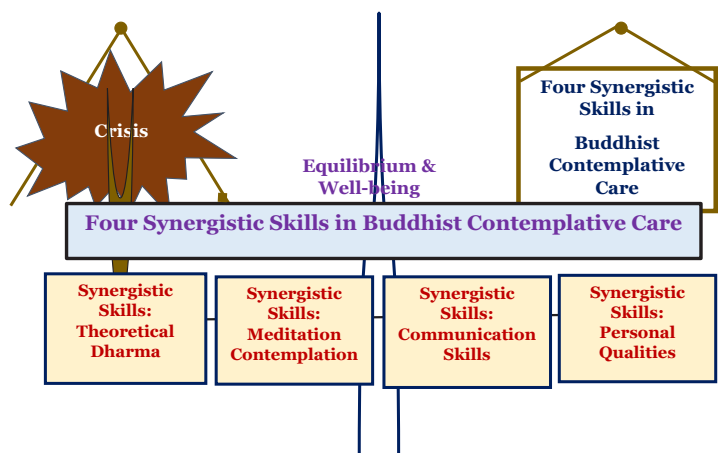 Crisis
Four Synergistic
Skills in
Buddhist
Contemplative
Care
Equilibrium &
Well-being
Four Synergistic Skills in Buddhist Contemplative Care
Synergistic
Skills:
Theoretical
Dharma
Synergistic
Skills:
Meditation
Contemplation
Synergistic
Skills:
Communication
Skills
Synergistic
Skills:
Personal
Qualities